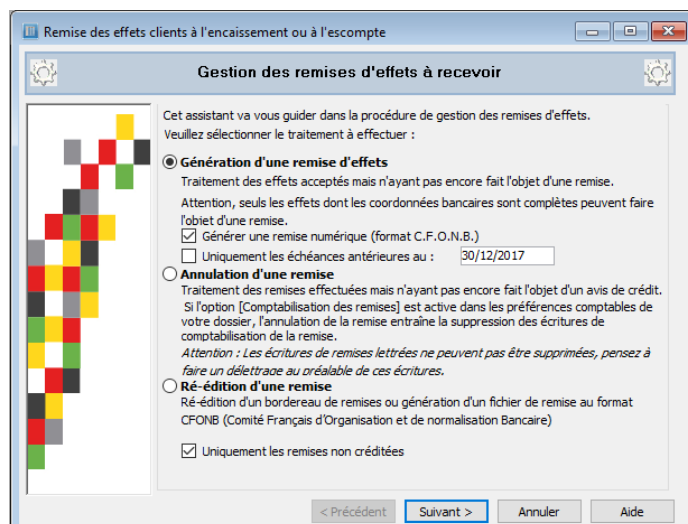 Remise des effets clients à l'encaissement ou à l'escompte
Gestion des remises d'effets à recevoir
Cet assistant va vous guider dans la procédure de gestion des remises d'effets.
Veuillez sélectionner le traitement à effectuer :
Génération d'une remise d'effets
Traitement des effets acceptés mais n'ayant pas encore fait l'objet d'une remise.
Attention, seuls les effets dont les coordonnées bancaires sont complètes peuvent faire
l'objet d'une remise.
Générer une remise numérique (format C.F.O.N.B.)
Uniquement les échéances antérieures au : 30/12/2017
Annulation d'une remise
Traitement des remises effectuées mais n'ayant pas encore fait l'objet d'un avis de crédit.
Si l'option [Comptabilisation des remises] est active dans les préférences comptables de
votre dossier, l'annulation de la remise entraîne la suppression des écritures de
comptabilisation de la remise.
Attention : Les écritures de remises lettrées ne peuvent pas être supprimées, pensez à
faire un délettrage au préalable de ces écritures.
Ré-édition d'une remise
Ré-édition d'un bordereau de remises ou génération d'un fichier de remise au format
CFONB (Comité Français d'Organisation et de normalisation Bancaire)
Uniquement les remises non créditées
< Précédent Suivant > Annuler Aide